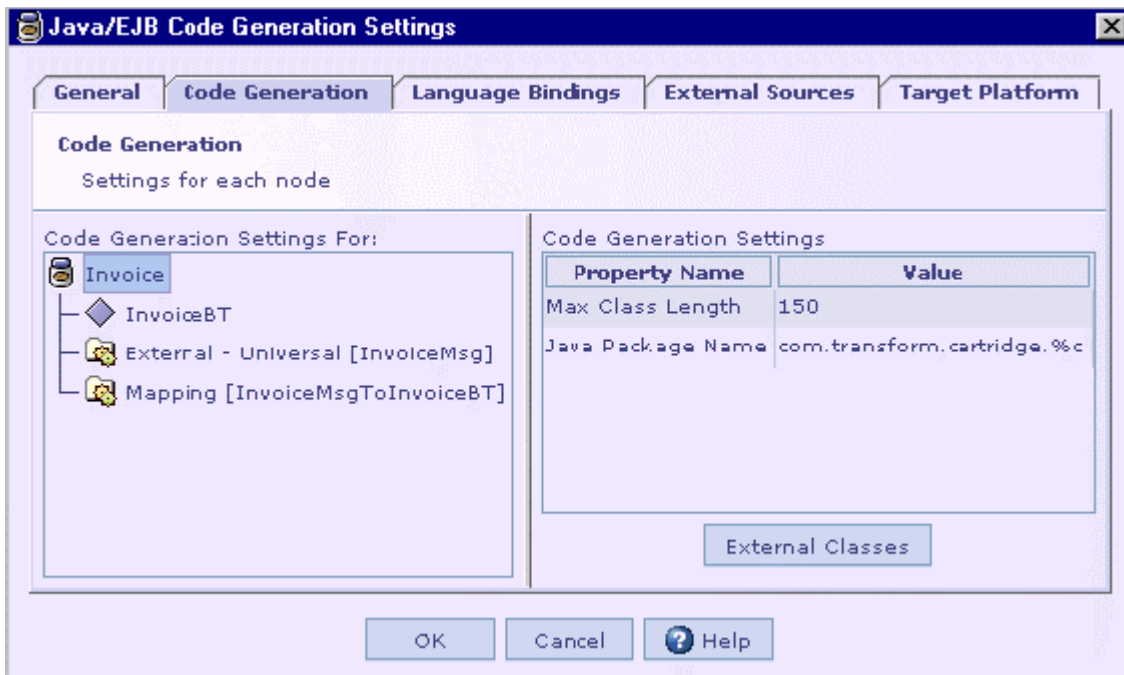 Java/EJB Code Generation Settings
General Code Generation Language Bindings External Sources Target Platform
Code Generation
Settings for each node
Code Generation Settings For:
Invoice
InvoiceBT
External - Universal [InvoiceMsg]
Mapping [InvoiceMsgToInvoiceBT]
Code Generation Settings
Property Name Value
Max Class Length 150
Java Package Name com.transform.cartridge.%c
External Classes
OK Cancel Help